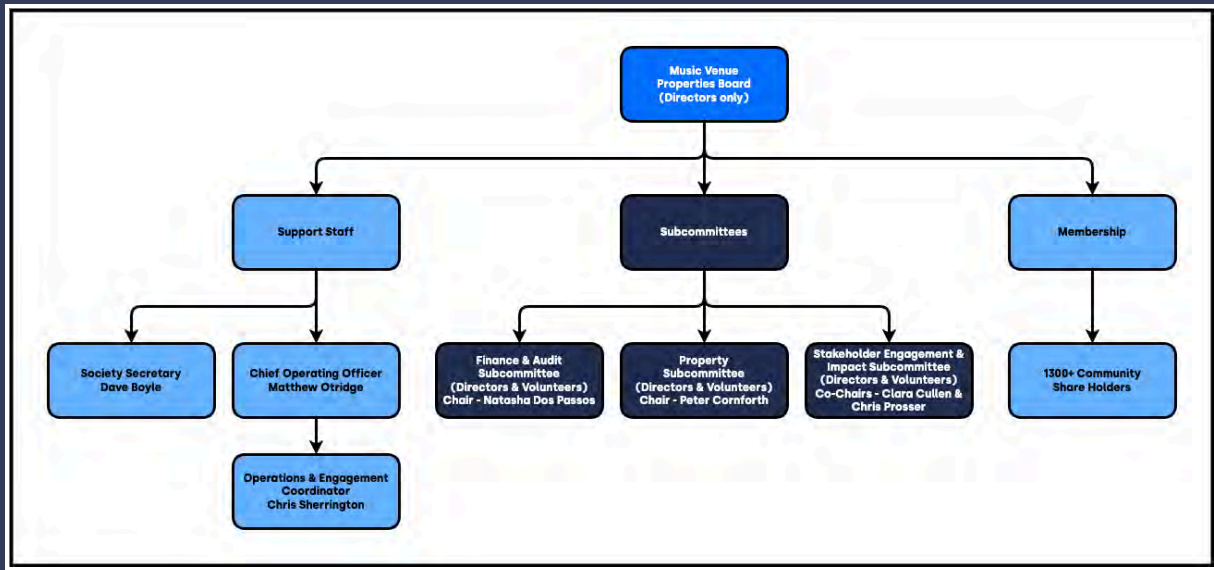 Music Venue
Properties Board
(Directors only)
Support Staff
Subcommittees
Membership
Society Secretary
Dave Boyle
Chief Operating Officer
Matthew Otridge
Finance & Audit
Subcommittee
(Directors & Volunteers)
Chair - Natasha Dos Passos
Property
Subcommittee
(Directors & Volunteers)
Chair - Peter Cornforth
Stakeholder Engagement &
Impact Subcommittee
(Directors & Volunteers)
Co-Chairs - Clara Cullen &
Chris Prosser
1300+ Community
Share Holders
Operations & Engagement
Coordinator
Chris Sherrington